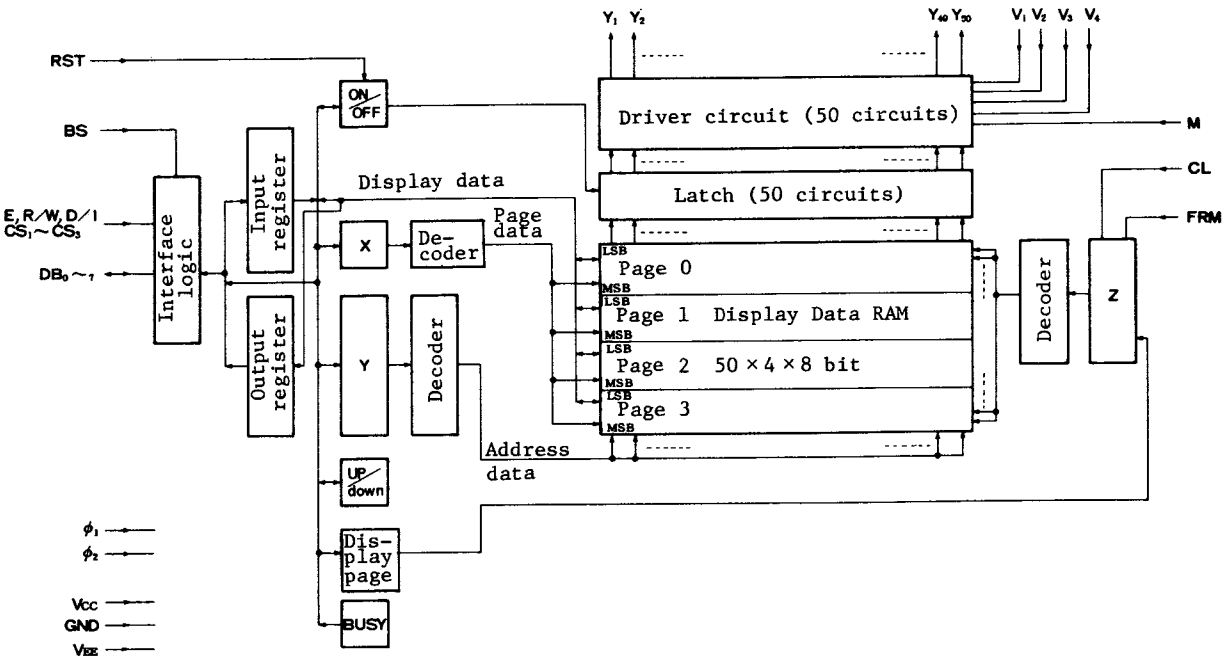 Y₁ Y₂ Y₄₉ Y₅₀ V₁ V₂ V₃ V₄
RST
ON/OFF
Driver circuit (50 circuits)
M
BS
Input register
Display data
Latch (50 circuits)
CL
FRM
E, R/W, D/I
CS₁~CS₃
DB₀~₇
Interface logic
X
De-
coder
Page
data
LSB
Page 0
MSB
LSB
Page 1 Display Data RAM
MSB
LSB
Page 2 50×4×8 bit
MSB
LSB
Page 3
MSB
Decoder
Z
Output register
Y
Decoder
Address
data
UP/down
Dis-
play
page
BUSY
ϕ₁
ϕ₂
Vcc
GND
VEE